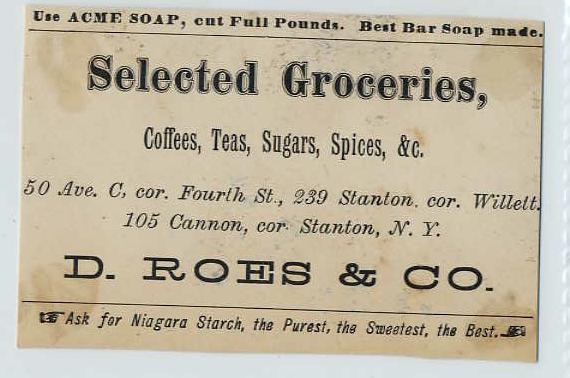 Use ACME SOAP, cut Full Pounds. Best Bar Soap made.
Selected Groceries,
Coffees, Teas, Sugars, Spices, &c.
50 Ave. C, cor. Fourth St., 239 Stanton, cor. Willett.
105 Cannon, cor. Stanton, N. Y.
D. ROES & CO.
☞Ask for Niagara Starch, the Purest, the Sweetest, the Best.☜